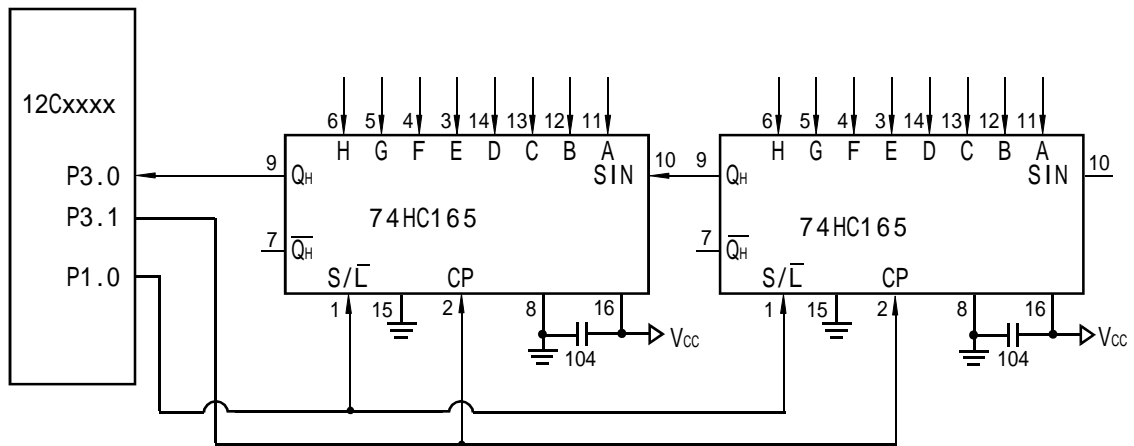 12Cxxxx
P3.0
P3.1
P1.0
6 5 4 3 14 13 12 11
H G F E D C B A
9 QH SIN 10
74HC165
7 Q̅H
S/L̅ CP
1 15 2 8 16
104
VCC
6 5 4 3 14 13 12 11
H G F E D C B A
9 QH SIN 10
74HC165
7 Q̅H
S/L̅ CP
1 15 2 8 16
104
VCC